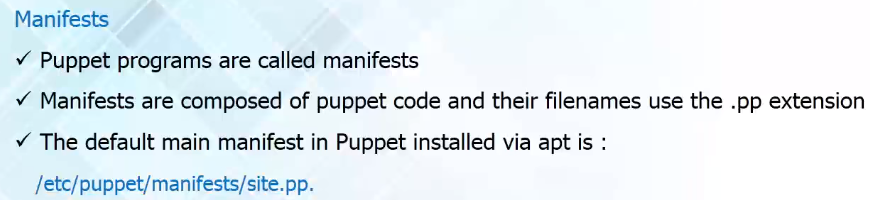 Manifests
✓ Puppet programs are called manifests
✓ Manifests are composed of puppet code and their filenames use the .pp extension
✓ The default main manifest in Puppet installed via apt is :
/etc/puppet/manifests/site.pp.